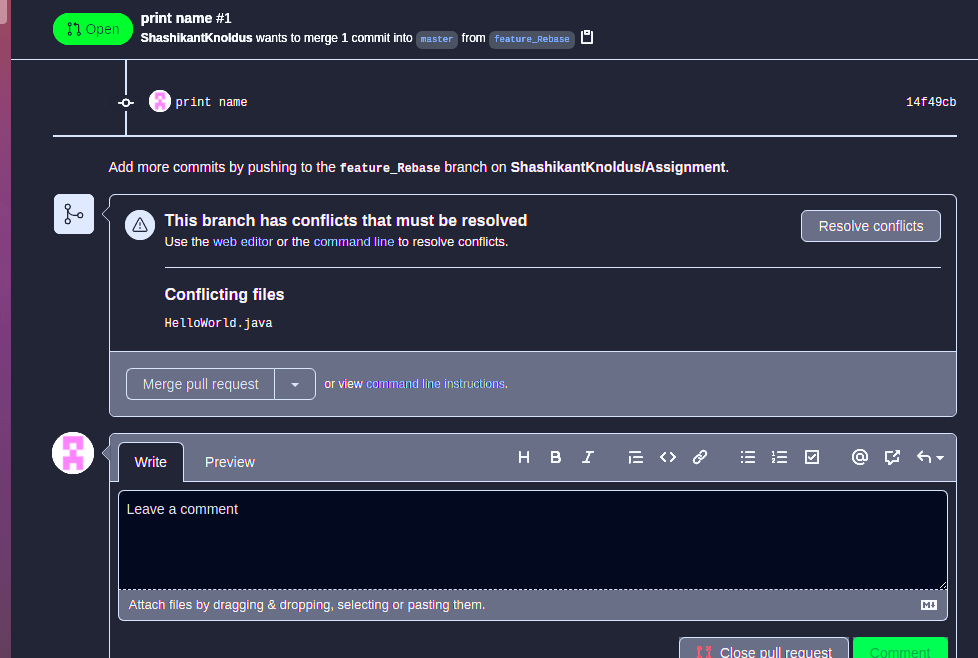 Open
print name #1
ShashikantKnoldus wants to merge 1 commit into master from feature_Rebase
print name 14f49cb
Add more commits by pushing to the feature_Rebase branch on ShashikantKnoldus/Assignment.
This branch has conflicts that must be resolved
Use the web editor or the command line to resolve conflicts.
Resolve conflicts
Conflicting files
HelloWorld.java
Merge pull request or view command line instructions.
Write Preview H B I
Leave a comment
Attach files by dragging & dropping, selecting or pasting them.
Close pull request Comment